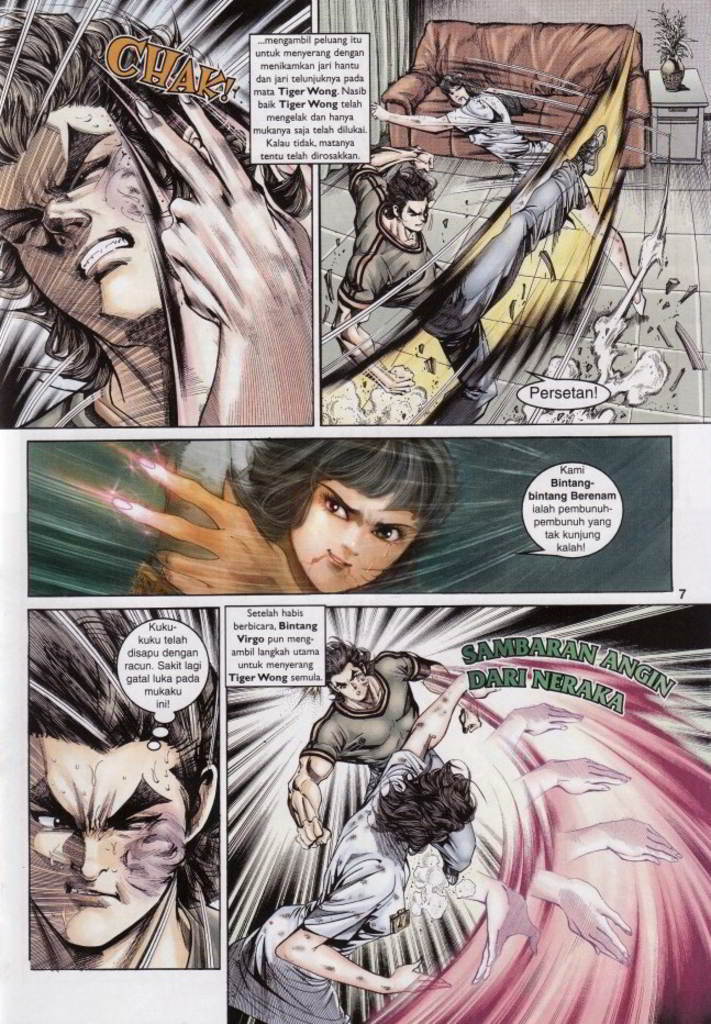 CHAK!
...mengambil peluang itu
untuk menyerang dengan
menikamkan jari hantu
dan jari telunjuknya pada
mata Tiger Wong. Nasib
baik Tiger Wong telah
mengelak dan hanya
mukanya saja telah dilukai.
Kalau tidak, matanya
tentu telah dirosakkan.
Persetan!
Kami
Bintang-
bintang Berenam
ialah pembunuh-
pembunuh yang
tak kunjung
kalah!
7
Kuku-
kuku telah
disapu dengan
racun. Sakit lagi
gatal luka pada
mukaku
ini!
Setelah habis
berbicara, Bintang
Virgo pun meng-
ambil langkah utama
untuk menyerang
Tiger Wong semula.
SAMBARAN ANGIN
DARI NERAKA